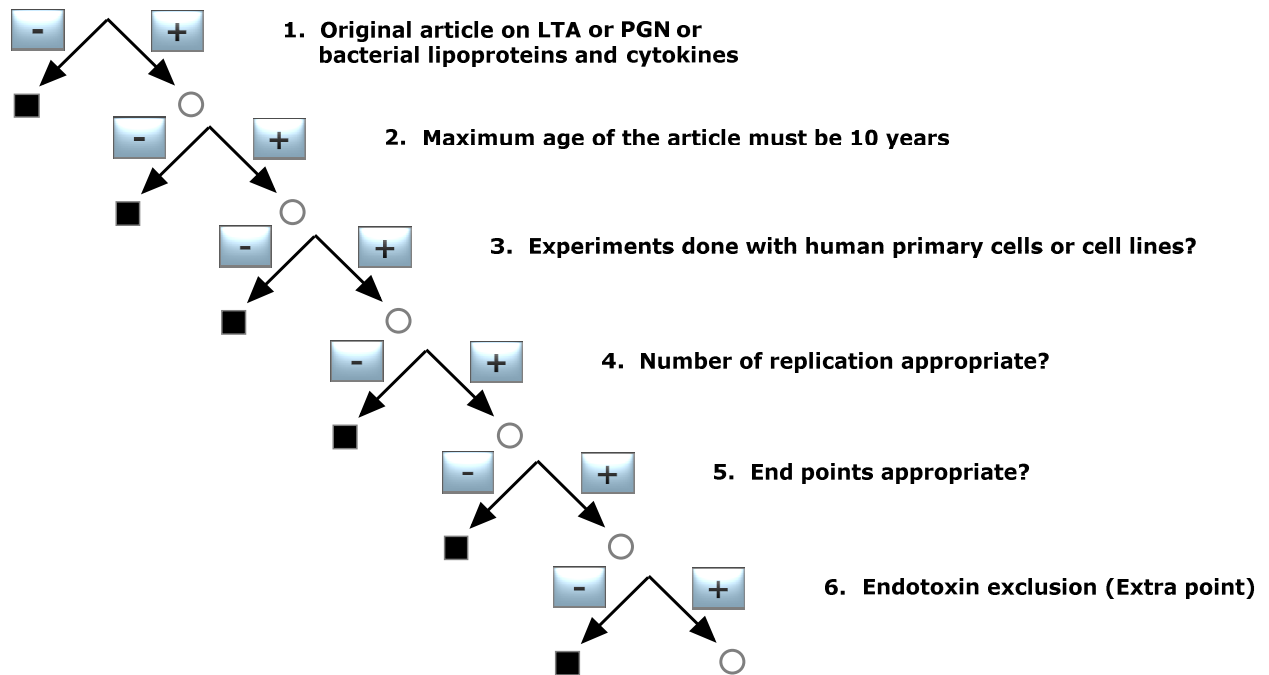 - +
1. Original article on LTA or PGN or
bacterial lipoproteins and cytokines
- +
2. Maximum age of the article must be 10 years
- +
3. Experiments done with human primary cells or cell lines?
- +
4. Number of replication appropriate?
- +
5. End points appropriate?
- +
6. Endotoxin exclusion (Extra point)